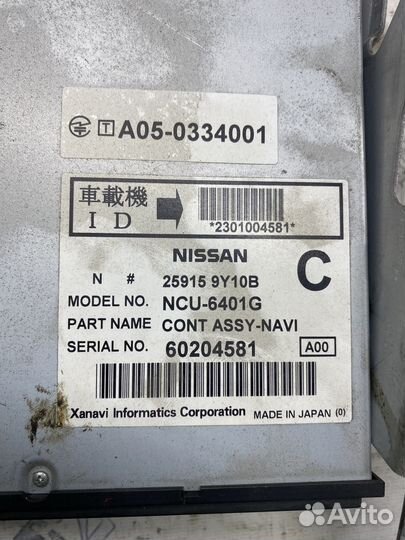 T A05-0334001
車載機
I D
*2301004581*
NISSAN
C
N # 25915 9Y10B
MODEL NO. NCU-6401G
PART NAME CONT ASSY-NAVI
SERIAL NO. 60204581 A00
Xanavi Informatics Corporation MADE IN JAPAN (0)
Avito